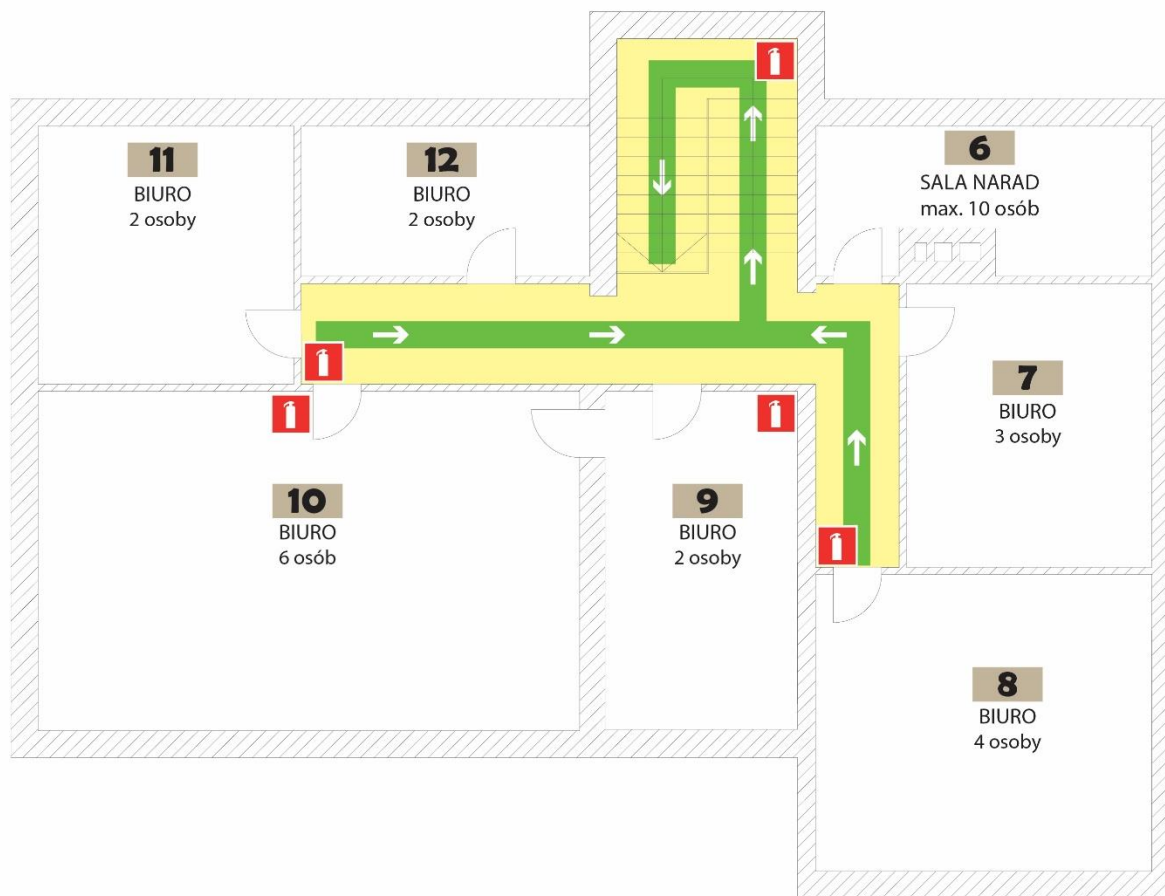 11
BIURO
2 osoby
12
BIURO
2 osoby
6
SALA NARAD
max. 10 osób
7
BIURO
3 osoby
10
BIURO
6 osób
9
BIURO
2 osoby
8
BIURO
4 osoby